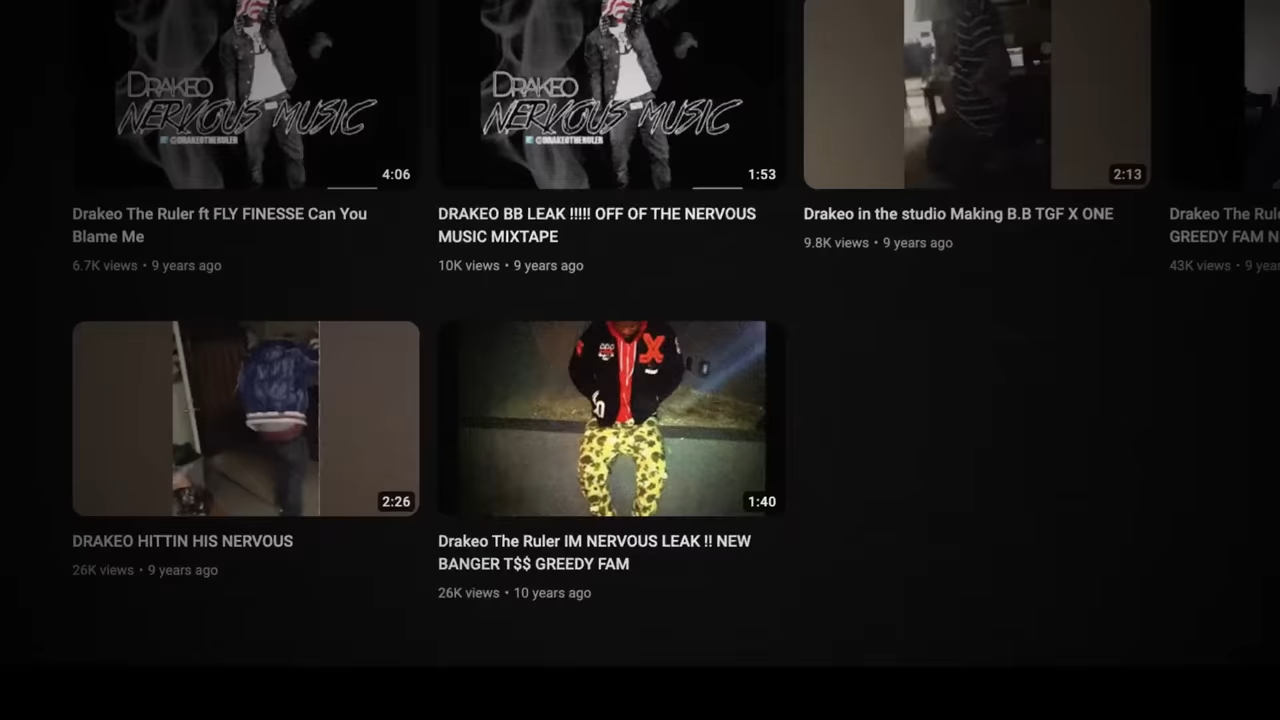 DRAKEO
NERVOUS MUSIC
@DRAKEOTHERULER
4:06
DRAKEO
NERVOUS MUSIC
@DRAKEOTHERULER
1:53
2:13
Drakeo The Ruler ft FLY FINESSE Can You
Blame Me
6.7K views • 9 years ago
DRAKEO BB LEAK !!!!! OFF OF THE NERVOUS
MUSIC MIXTAPE
10K views • 9 years ago
Drakeo in the studio Making B.B TGF X ONE
9.8K views • 9 years ago
Drakeo The
GREEDY FAM
43K views • 9
2:26
X
1:40
DRAKEO HITTIN HIS NERVOUS
26K views • 9 years ago
Drakeo The Ruler IM NERVOUS LEAK !! NEW
BANGER T$$ GREEDY FAM
26K views • 10 years ago